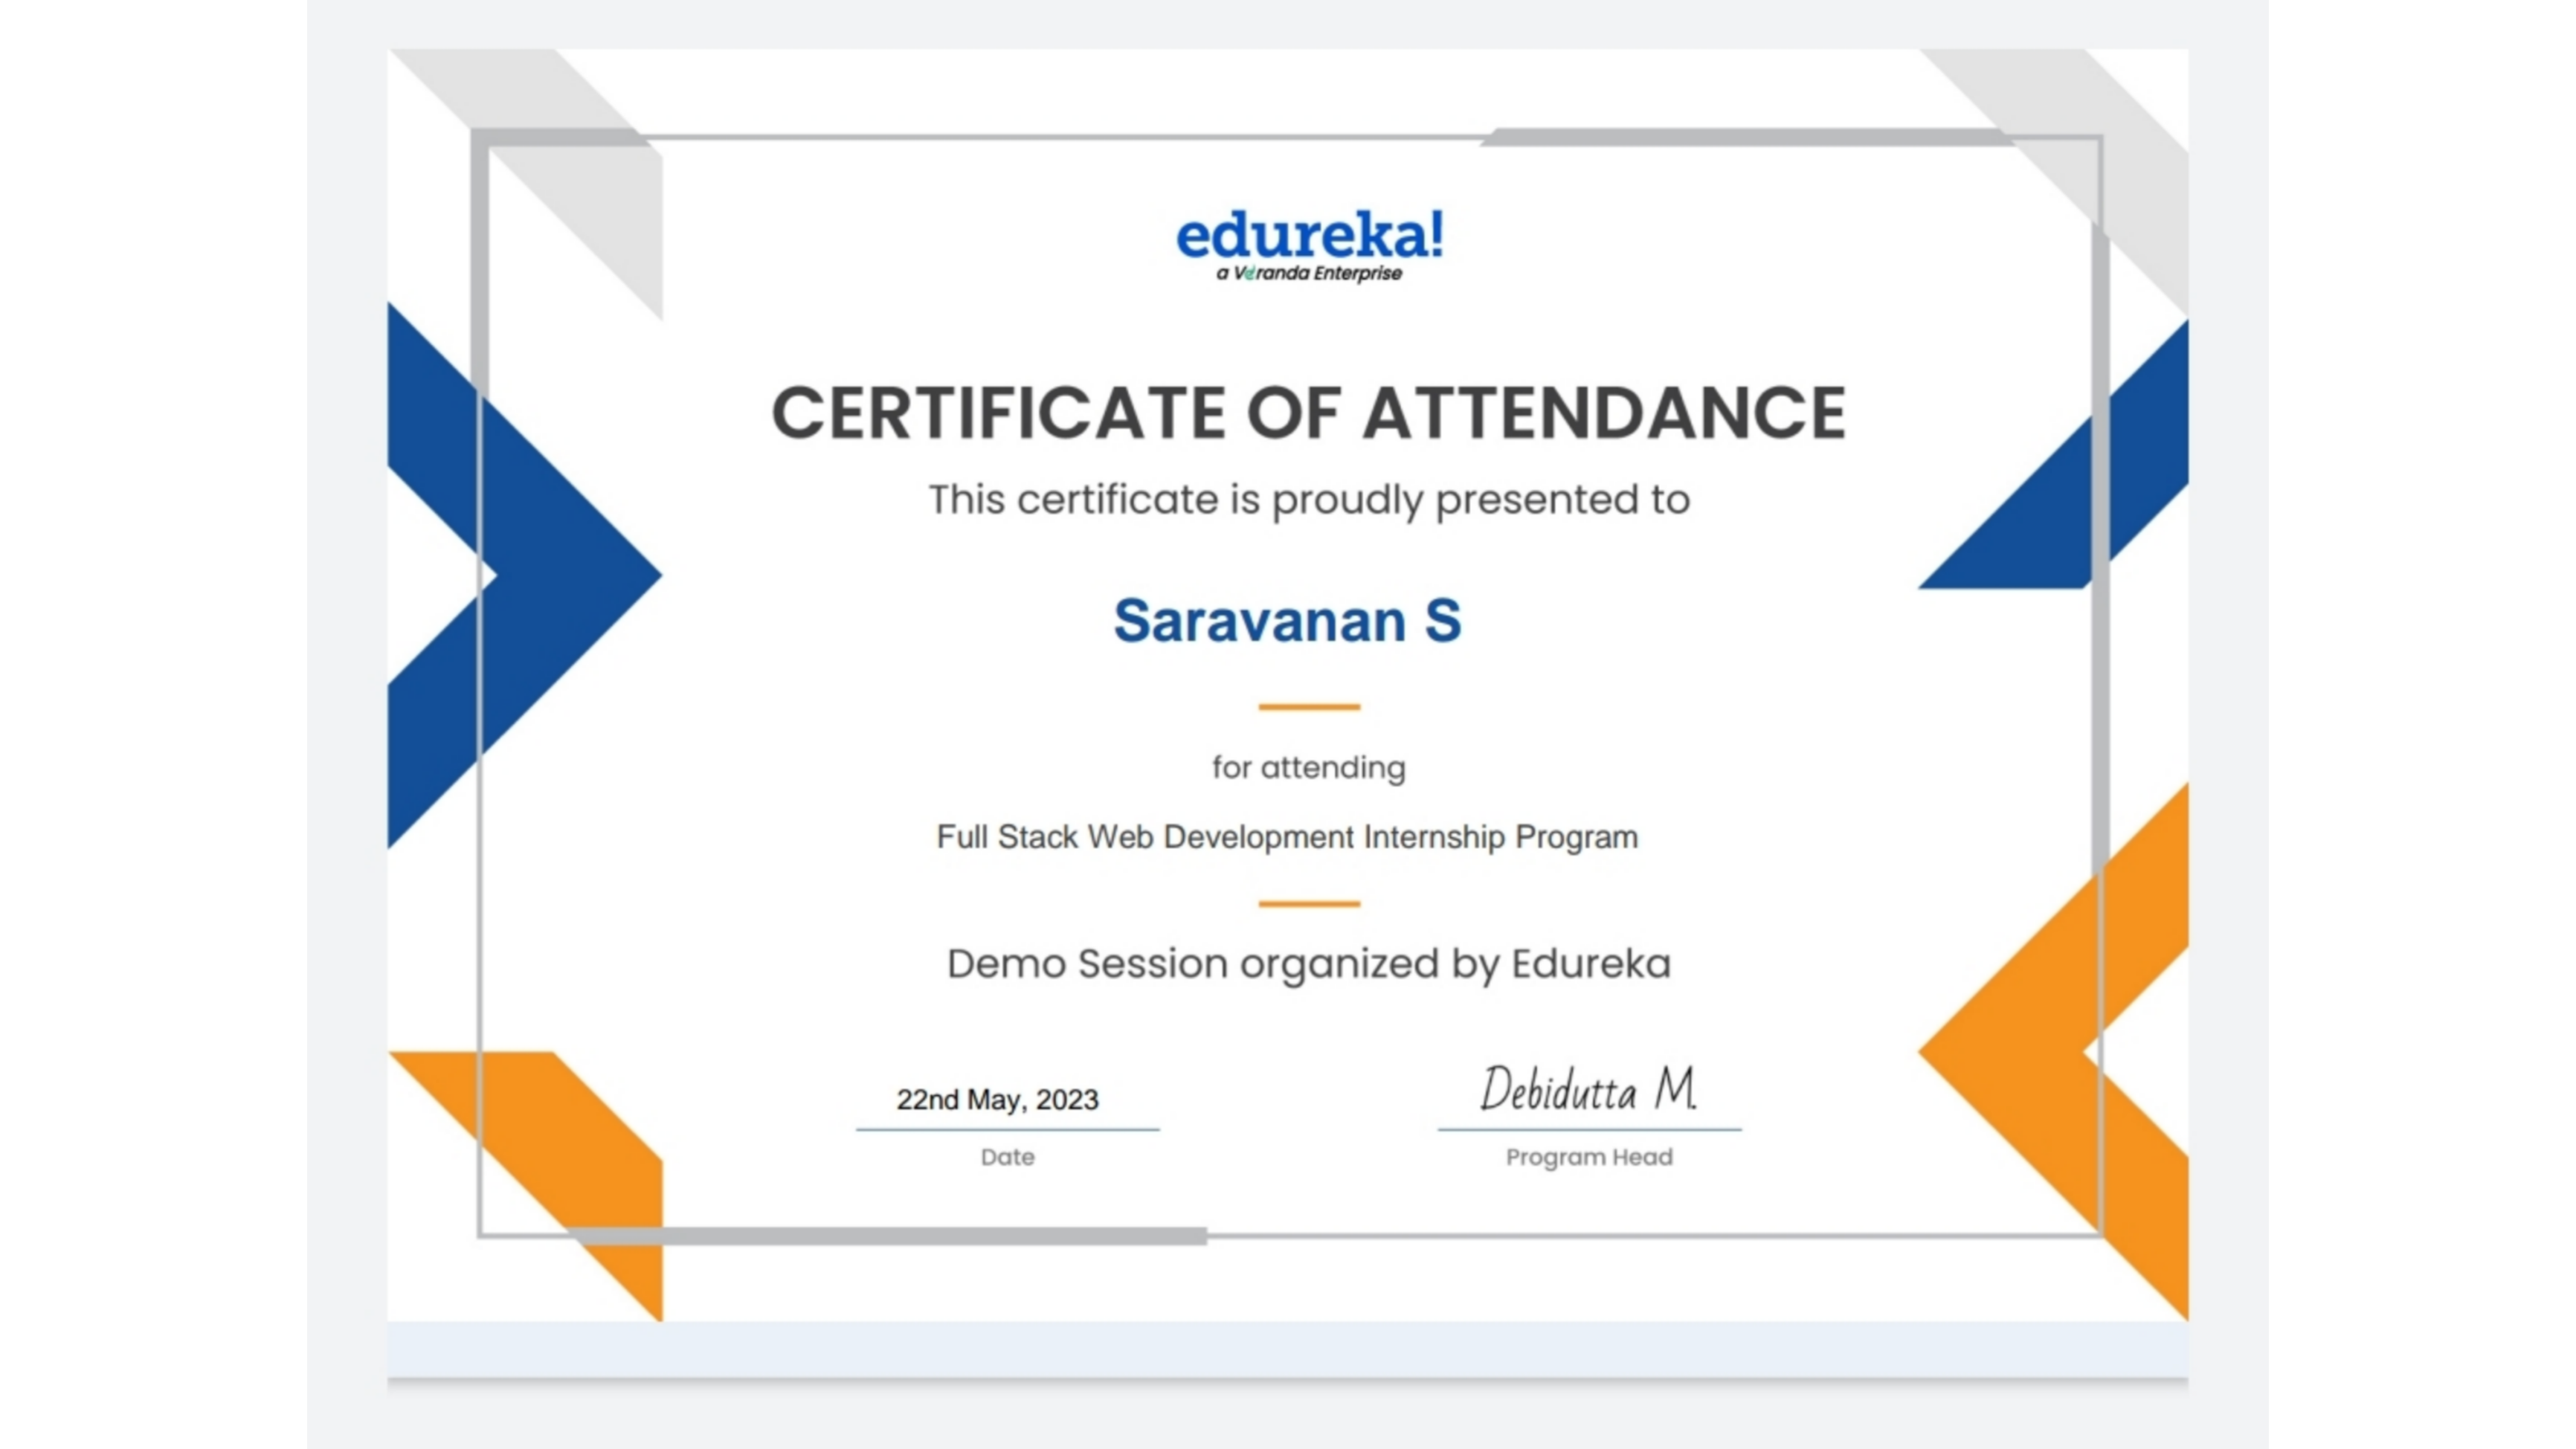 edureka!
a Veranda Enterprise
CERTIFICATE OF ATTENDANCE
This certificate is proudly presented to
Saravanan S
for attending
Full Stack Web Development Internship Program
Demo Session organized by Edureka
22nd May, 2023
Debidutta M.
Date
Program Head